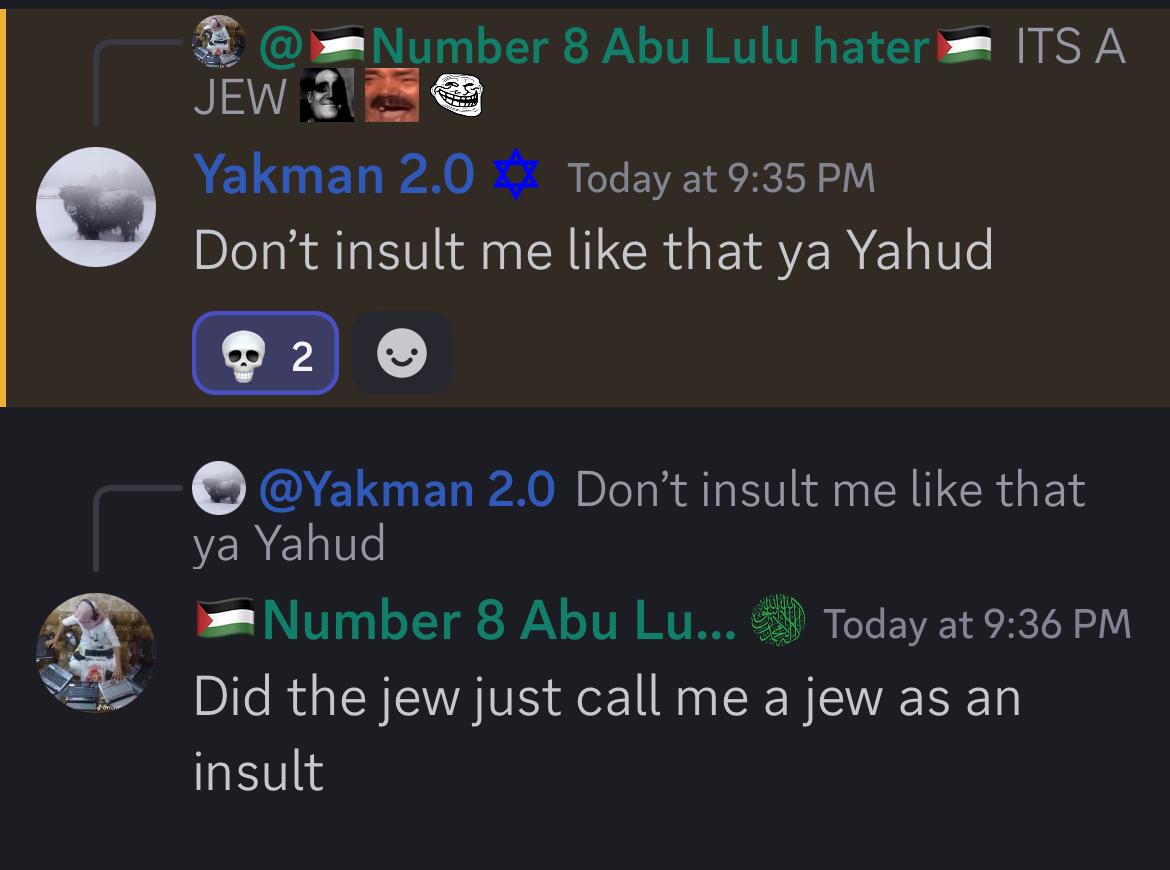 @🇵🇸Number 8 Abu Lulu hater🇵🇸 ITS A
JEW
Yakman 2.0 ✡ Today at 9:35 PM
Don’t insult me like that ya Yahud
💀 2
@Yakman 2.0 Don’t insult me like that
ya Yahud
🇵🇸Number 8 Abu Lu... Today at 9:36 PM
Did the jew just call me a jew as an
insult